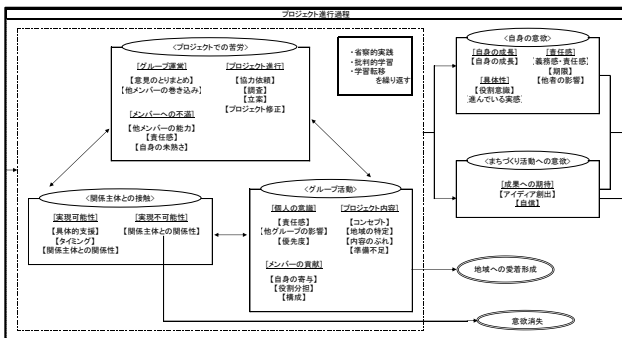 プロジェクト進行過程
<プロジェクトでの苦労>
[グループ運営]
【意見のとりまとめ】
【他メンバーの巻き込み】
[メンバーへの不満]
【他メンバーの能力】
【責任感】
【自身の未熟さ】
[プロジェクト進行]
【協力依頼】
【調査】
【立案】
【プロジェクト修正】
・省察的実践
・批判的学習
・学習転移
を繰り返す
<関係主体との接触>
[実現可能性]
【具体的支援】
【タイミング】
【関係主体との関係性】
[実現不可能性]
【関係主体との関係性】
<グループ活動>
[個人の意識]
【責任感】
【他グループの影響】
【優先度】
[メンバーの貢献]
【自身の寄与】
【役割分担】
【構成】
[プロジェクト内容]
【コンセプト】
【地域の特定】
【内容のぶれ】
【準備不足】
<自身の意欲>
[自身の成長]
【自身の成長】
[具体性]
【役割意識】
【進んでいる実感】
[責任感]
【義務感・責任感】
【期限】
【他者の影響】
<まちづくり活動への意欲>
[成果への期待]
【アイディア創出】
【自信】
地域への愛着形成
意欲消失